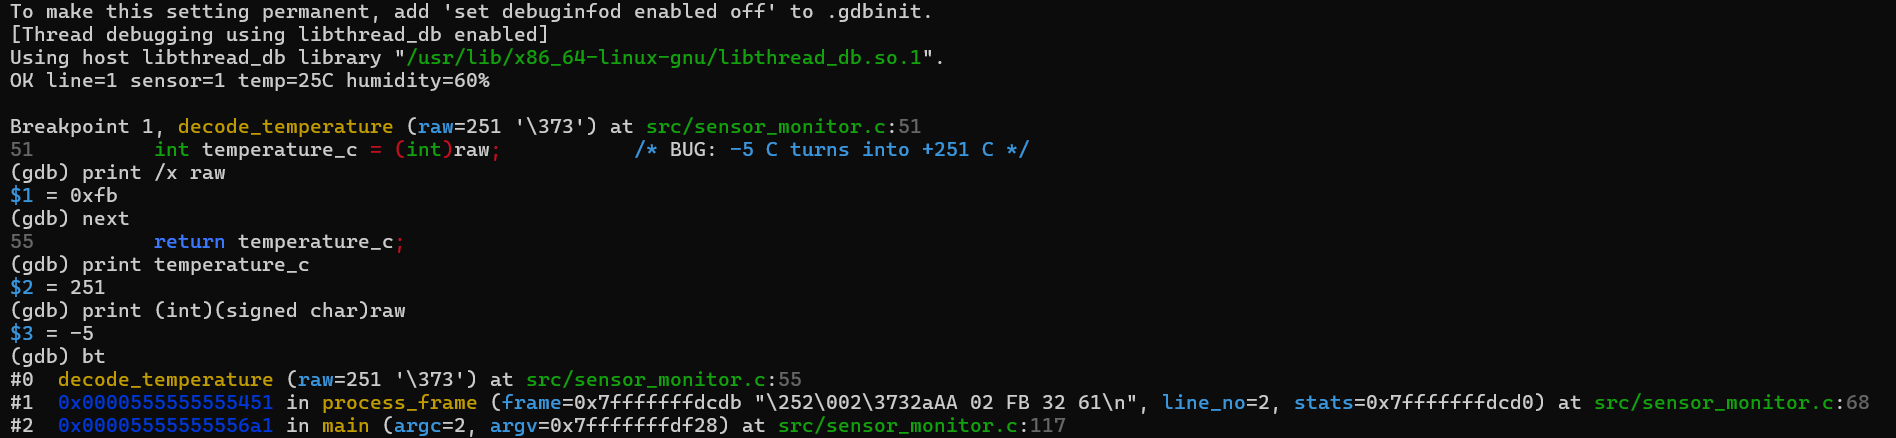 To make this setting permanent, add 'set debuginfod enabled off' to .gdbinit.
[Thread debugging using libthread_db enabled]
Using host libthread_db library "/usr/lib/x86_64-linux-gnu/libthread_db.so.1".
OK line=1 sensor=1 temp=25C humidity=60%

Breakpoint 1, decode_temperature (raw=251 '\373') at src/sensor_monitor.c:51
51          int temperature_c = (int)raw;           /* BUG: -5 C turns into +251 C */
(gdb) print /x raw
$1 = 0xfb
(gdb) next
55          return temperature_c;
(gdb) print temperature_c
$2 = 251
(gdb) print (int)(signed char)raw
$3 = -5
(gdb) bt
#0  decode_temperature (raw=251 '\373') at src/sensor_monitor.c:55
#1  0x0000555555555451 in process_frame (frame=0x7fffffffdcdb "\252\002\3732aAA 02 FB 32 61\n", line_no=2, stats=0x7fffffffdcd0) at src/sensor_monitor.c:68
#2  0x00005555555556a1 in main (argc=2, argv=0x7fffffffdf28) at src/sensor_monitor.c:117